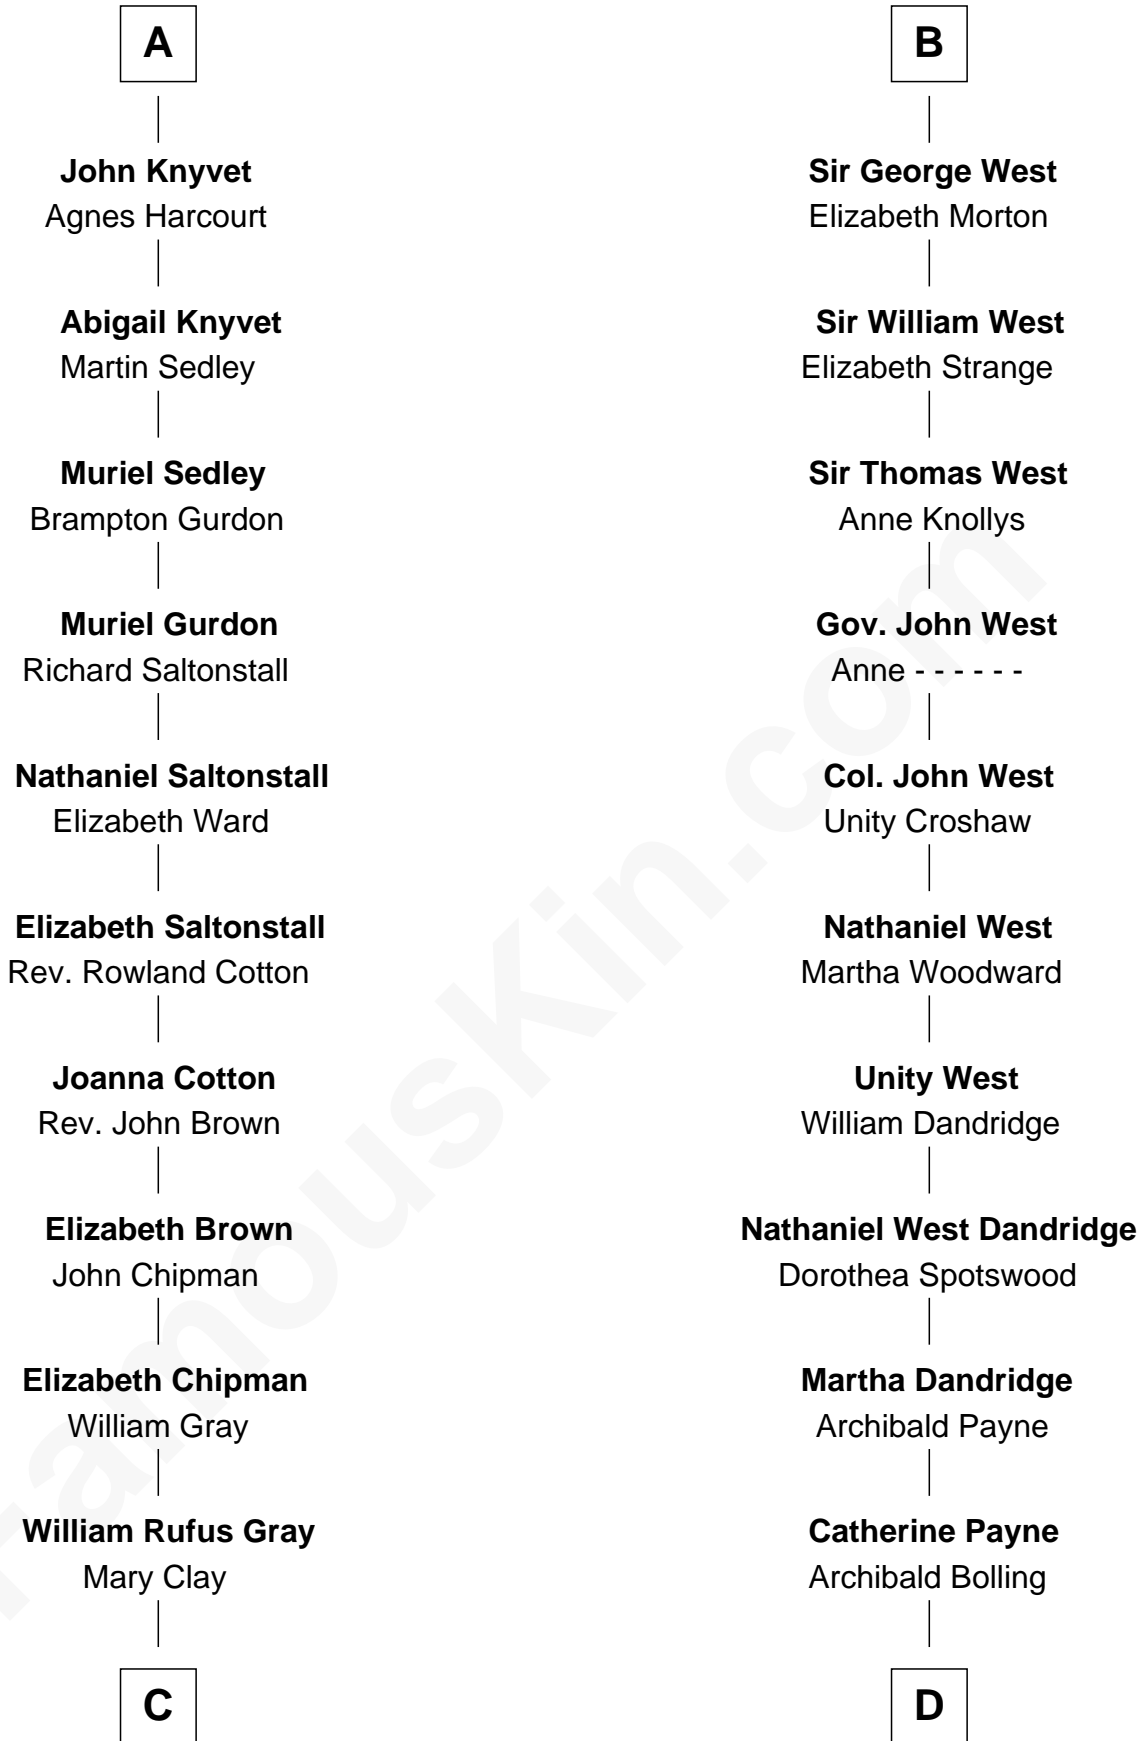 A
John Knyvet
Agnes Harcourt
Abigail Knyvet
Martin Sedley
Muriel Sedley
Brampton Gurdon
Muriel Gurdon
Richard Saltonstall
Nathaniel Saltonstall
Elizabeth Ward
Elizabeth Saltonstall
Rev. Rowland Cotton
Joanna Cotton
Rev. John Brown
Elizabeth Brown
John Chipman
Elizabeth Chipman
William Gray
William Rufus Gray
Mary Clay
C
B
Sir George West
Elizabeth Morton
Sir William West
Elizabeth Strange
Sir Thomas West
Anne Knollys
Gov. John West
Anne - - - - - -
Col. John West
Unity Croshaw
Nathaniel West
Martha Woodward
Unity West
William Dandridge
Nathaniel West Dandridge
Dorothea Spotswood
Martha Dandridge
Archibald Payne
Catherine Payne
Archibald Bolling
D
FamousKin.com